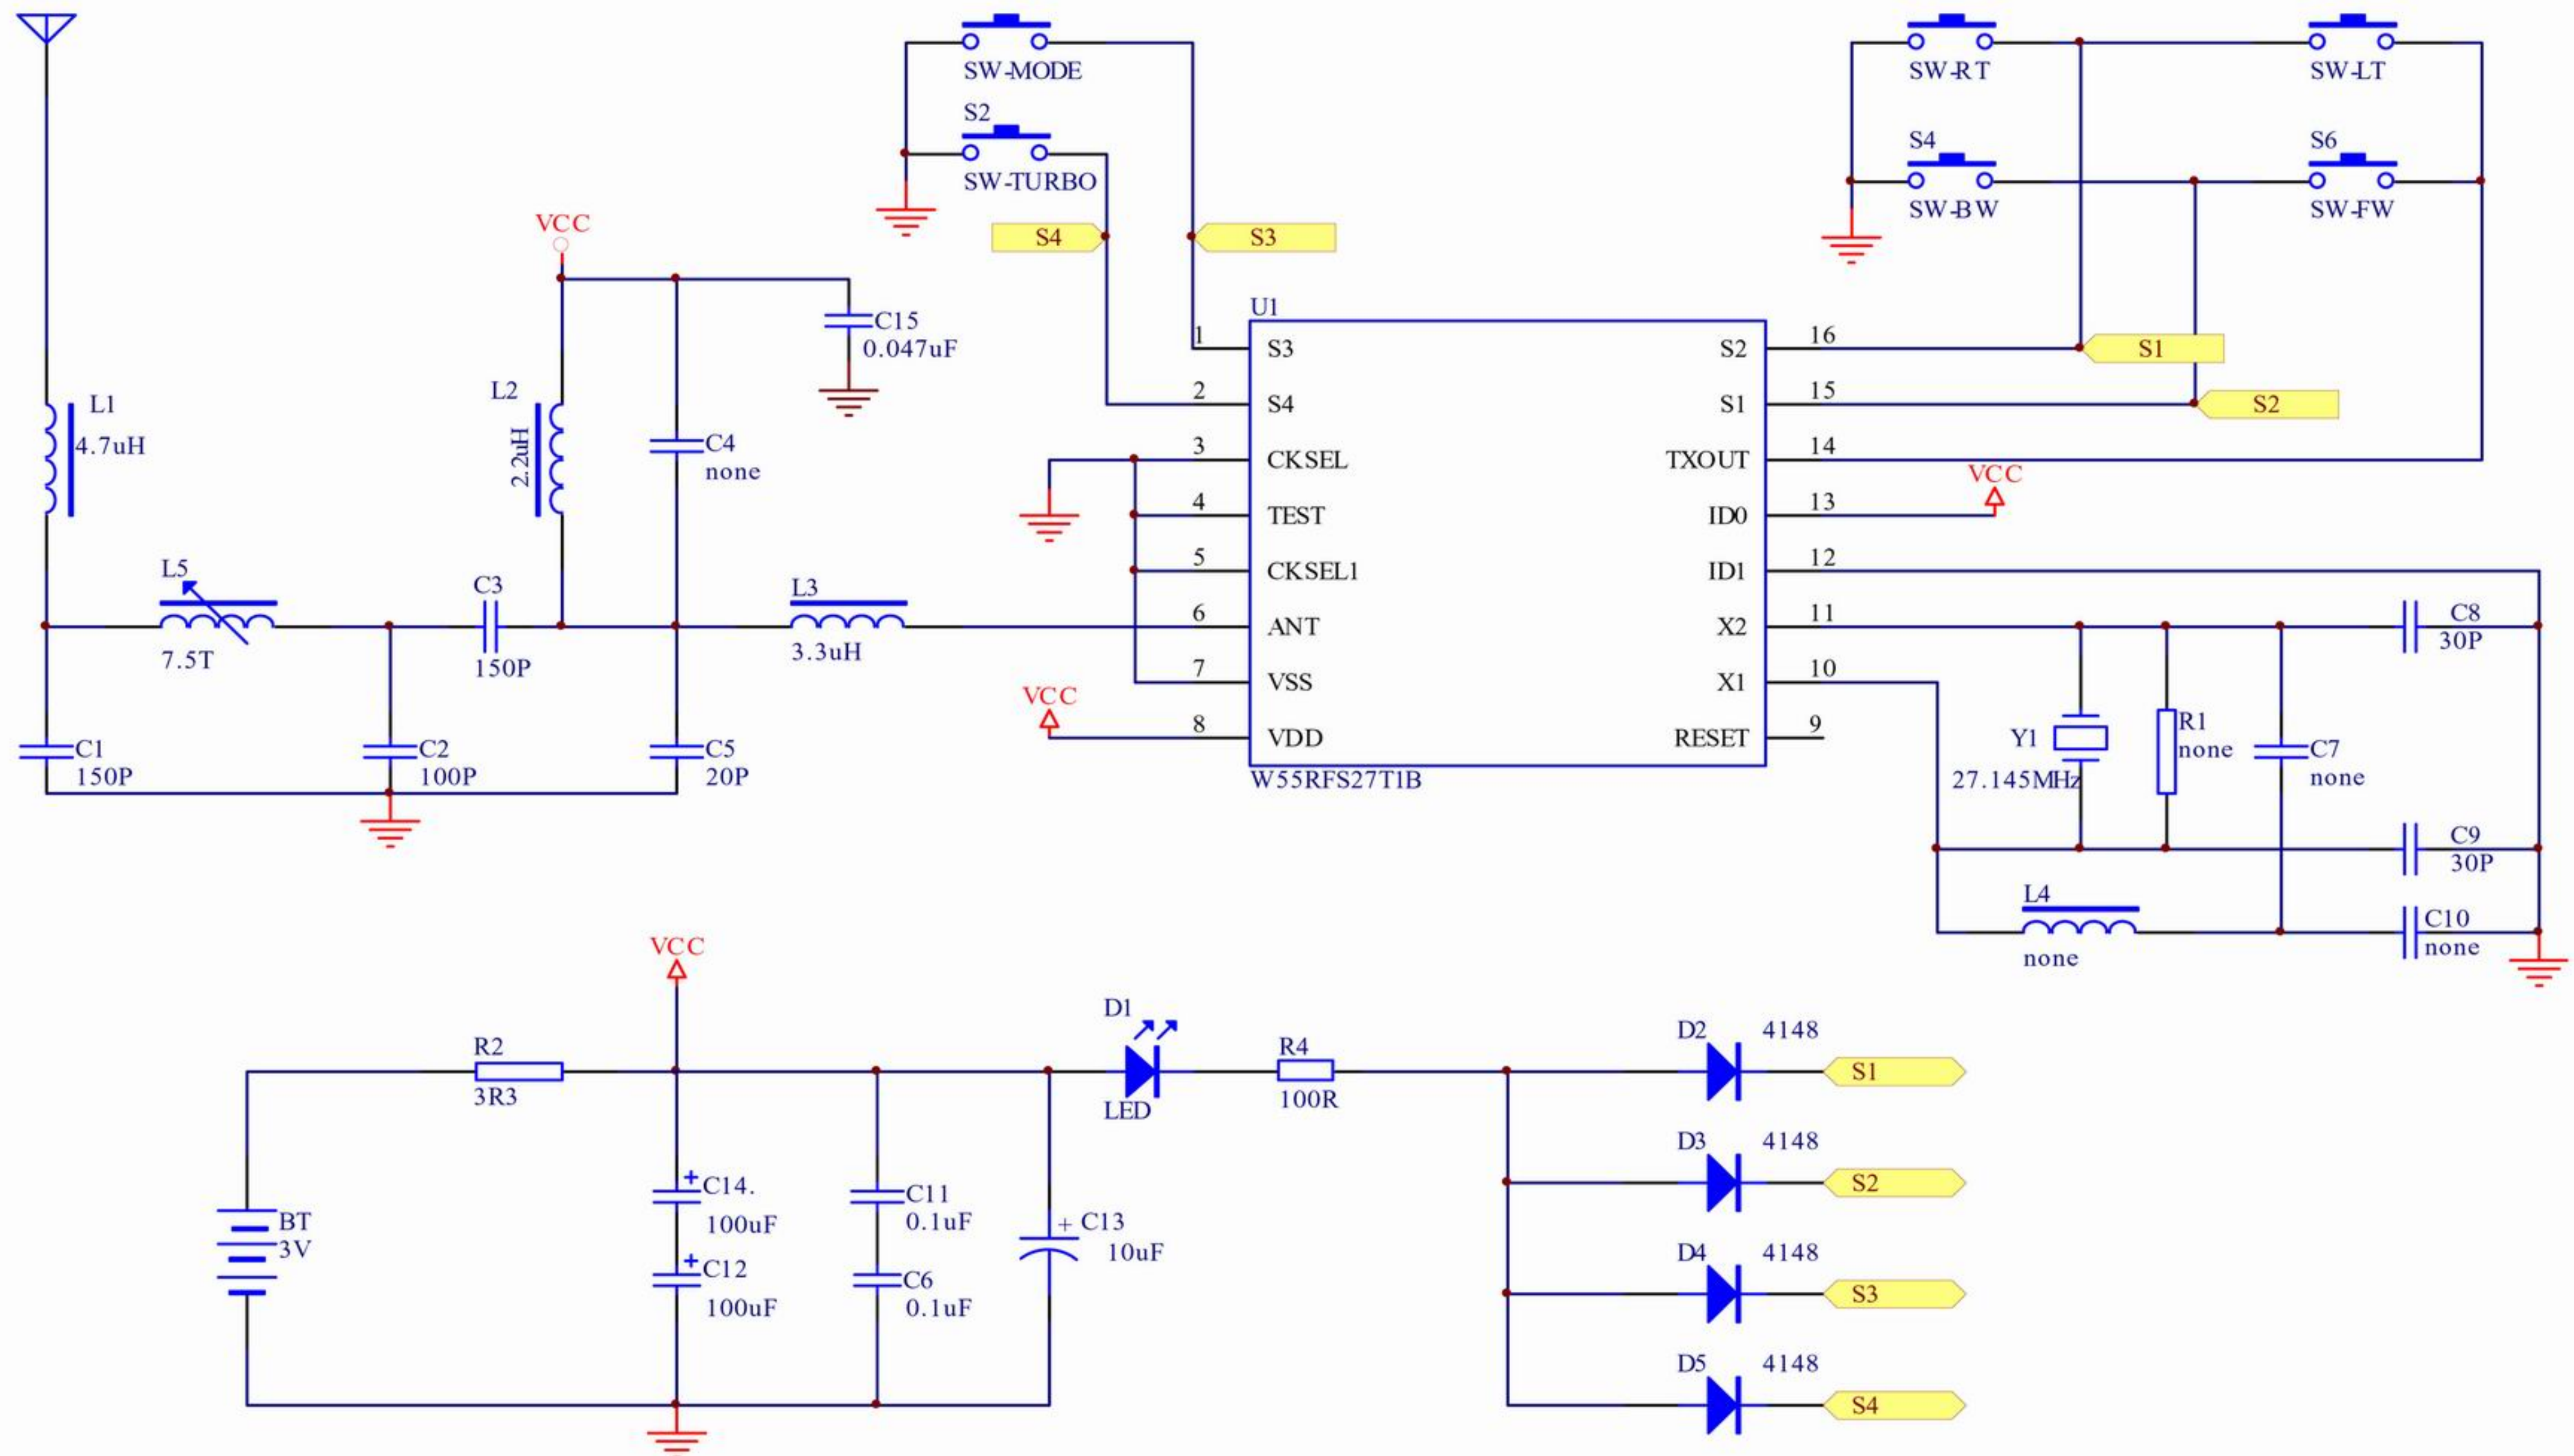 SW-MODE
S2
SW-TURBO
S4
S3
SW-RT
SW-LT
S4
SW-BW
S6
SW-FW
VCC
C15
0.047uF
L1
4.7uH
L2
2.2uH
C4
none
L5
7.5T
C3
150P
L3
3.3uH
C1
150P
C2
100P
C5
20P
U1
1 S3
2 S4
3 CKSEL
4 TEST
5 CKSEL1
6 ANT
7 VSS
8 VDD
VCC
S2 16
S1 15
TXOUT 14
ID0 13
ID1 12
X2 11
X1 10
RESET 9
W55RFS27T1B
S1
S2
VCC
C8
30P
Y1
27.145MHz
R1
none
C7
none
C9
30P
L4
none
C10
none
VCC
R2
3R3
BT
3V
+ C14.
100uF
+ C12
100uF
C11
0.1uF
C6
0.1uF
+ C13
10uF
D1
LED
R4
100R
D2 4148
S1
D3 4148
S2
D4 4148
S3
D5 4148
S4